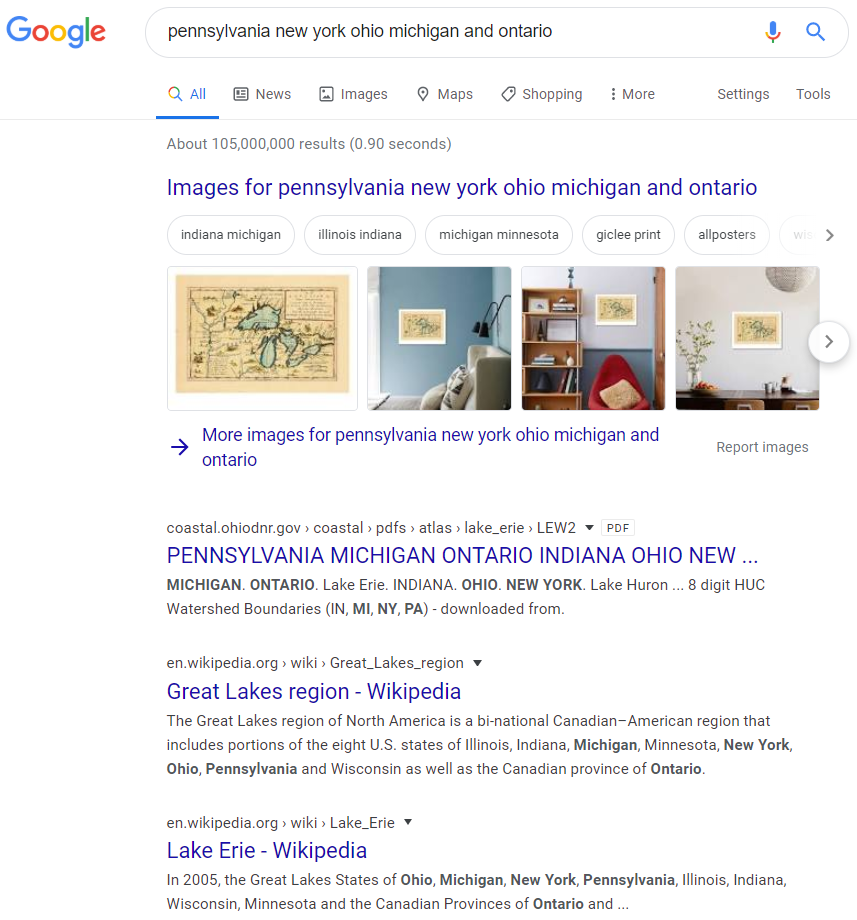 Google
pennsylvania new york ohio michigan and ontario
All News Images Maps Shopping More Settings Tools
About 105,000,000 results (0.90 seconds)
Images for pennsylvania new york ohio michigan and ontario
indiana michigan illinois indiana michigan minnesota giclee print allposters
More images for pennsylvania new york ohio michigan and
ontario
Report images
coastal.ohiodnr.gov › coastal › pdfs › atlas › lake_erie › LEW2 PDF
PENNSYLVANIA MICHIGAN ONTARIO INDIANA OHIO NEW ...
MICHIGAN. ONTARIO. Lake Erie. INDIANA. OHIO. NEW YORK. Lake Huron ... 8 digit HUC
Watershed Boundaries (IN, MI, NY, PA) - downloaded from.
en.wikipedia.org › wiki › Great_Lakes_region
Great Lakes region - Wikipedia
The Great Lakes region of North America is a bi-national Canadian–American region that
includes portions of the eight U.S. states of Illinois, Indiana, Michigan, Minnesota, New York,
Ohio, Pennsylvania and Wisconsin as well as the Canadian province of Ontario.
en.wikipedia.org › wiki › Lake_Erie
Lake Erie - Wikipedia
In 2005, the Great Lakes States of Ohio, Michigan, New York, Pennsylvania, Illinois, Indiana,
Wisconsin, Minnesota and the Canadian Provinces of Ontario and ...